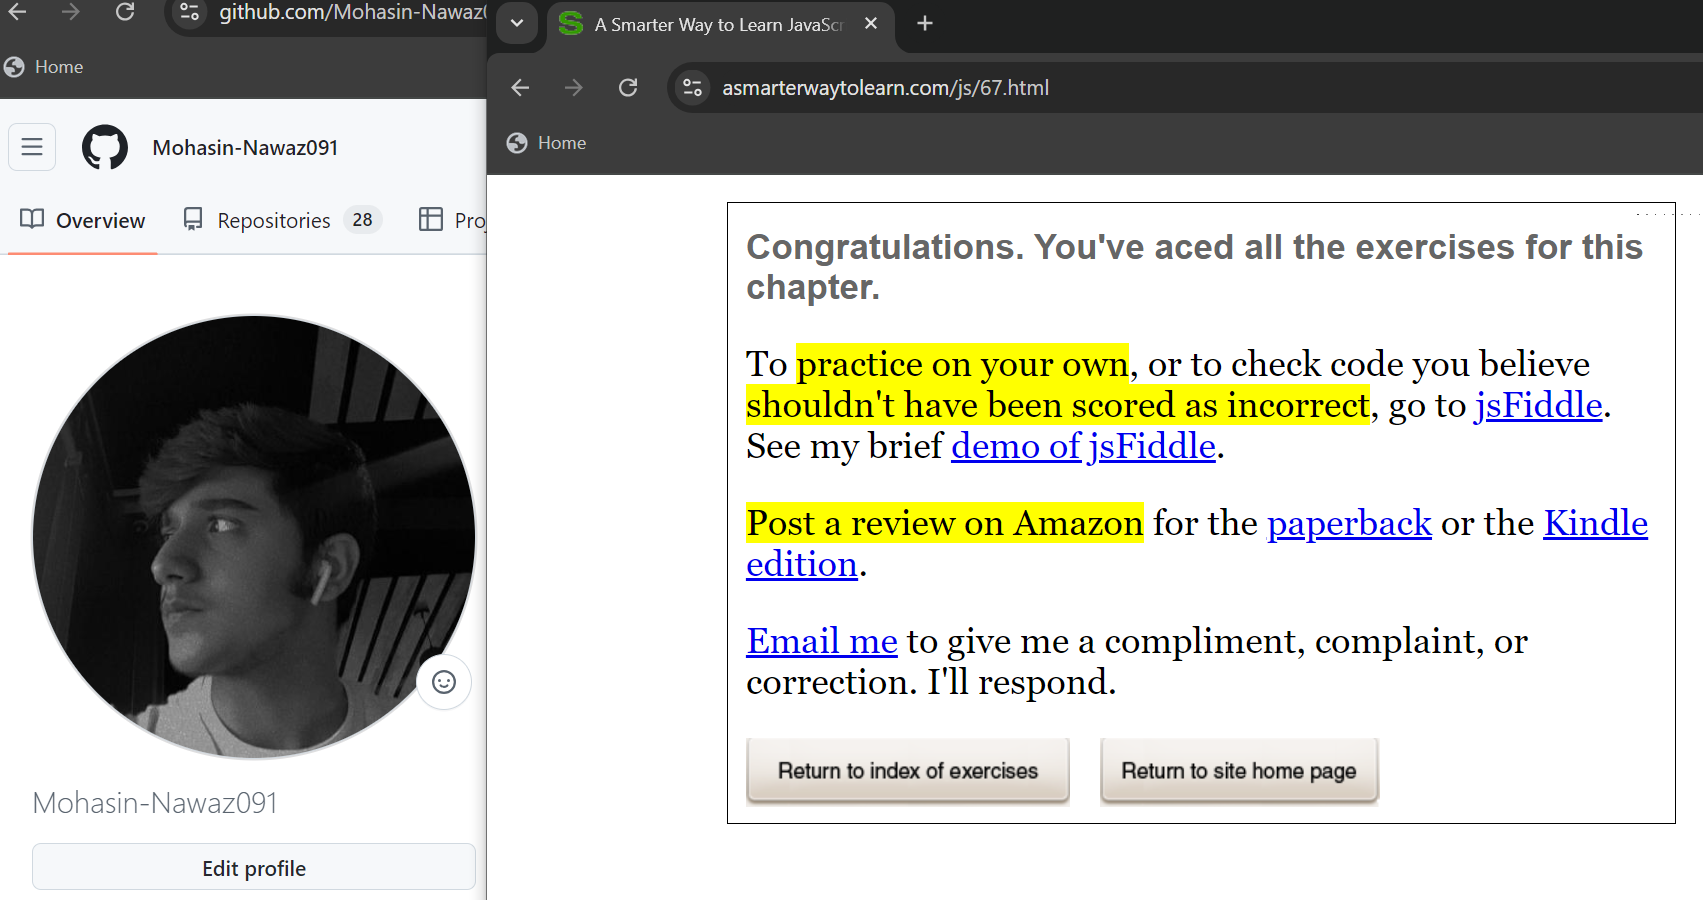 github.com/Mohasin-Nawaz0
Home
Mohasin-Nawaz091
Overview
Repositories 28
Mohasin-Nawaz091
Edit profile
A Smarter Way to Learn JavaScr
asmarterwaytolearn.com/js/67.html
Home
Congratulations. You've aced all the exercises for this
chapter.
To practice on your own, or to check code you believe
shouldn't have been scored as incorrect, go to jsFiddle.
See my brief demo of jsFiddle.
Post a review on Amazon for the paperback or the Kindle
edition.
Email me to give me a compliment, complaint, or
correction. I'll respond.
Return to index of exercises
Return to site home page